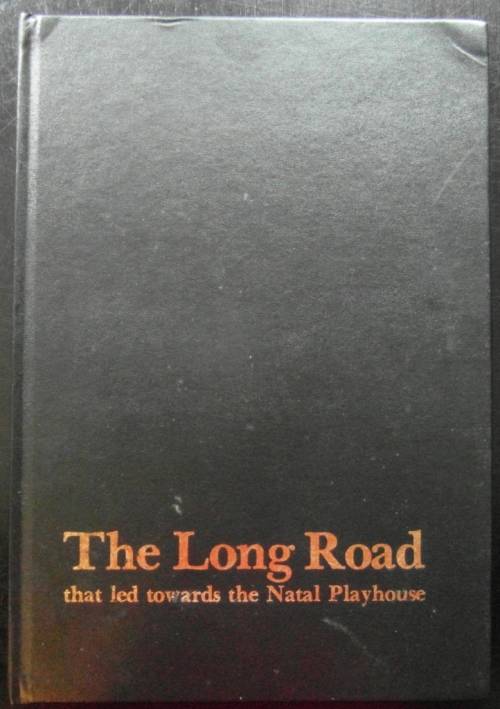 The Long Road
that led towards the Natal Playhouse